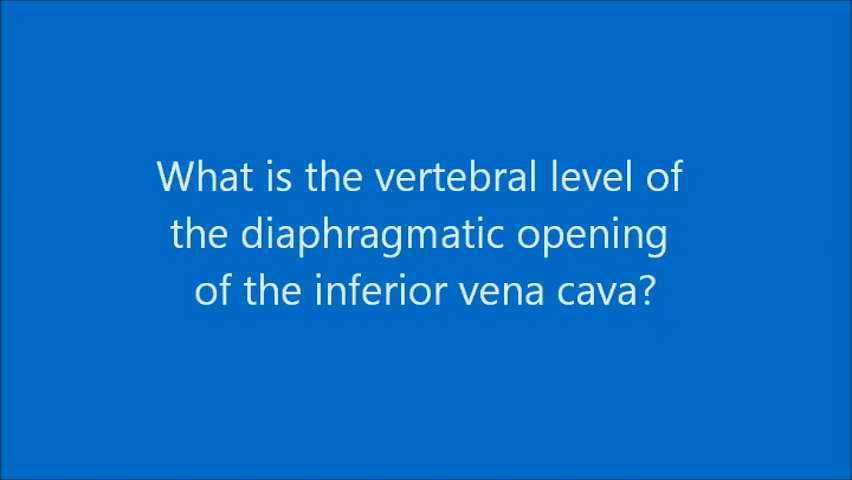 What is the vertebral level of
the diaphragmatic opening
of the inferior vena cava?